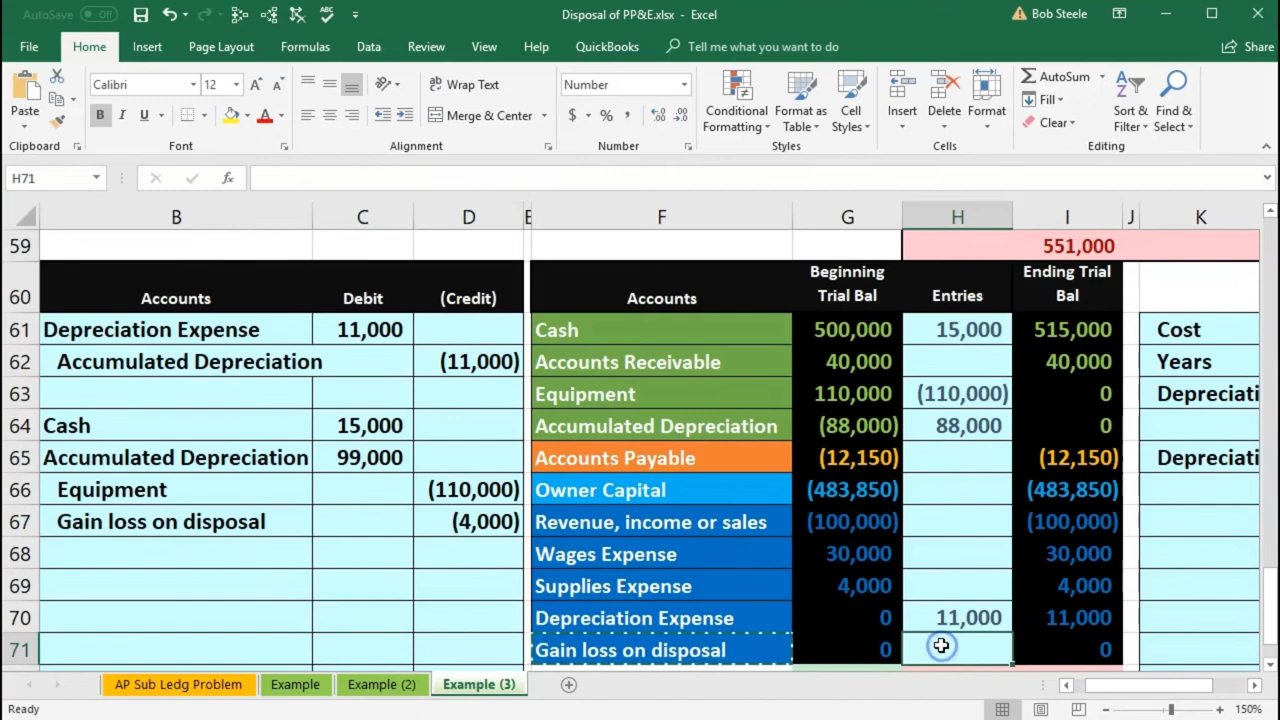 AutoSave Off Disposal of PP&E.xlsx - Excel Bob Steele
File Home Insert Page Layout Formulas Data Review View Help QuickBooks Tell me what you want to do Share
Paste Calibri 12 Wrap Text Number AutoSum
B I U Merge & Center $ % , Conditional Formatting Format as Table Cell Styles Insert Delete Format Fill Clear Sort & Filter Find & Select
Clipboard Font Alignment Number Styles Cells Editing
H71 fx
B C D E F G H I J K
59 551,000
60 Accounts Debit (Credit) Accounts Beginning Trial Bal Entries Ending Trial Bal
61 Depreciation Expense 11,000 Cash 500,000 15,000 515,000 Cost
62 Accumulated Depreciation (11,000) Accounts Receivable 40,000 40,000 Years
63 Equipment 110,000 (110,000) 0 Depreciati
64 Cash 15,000 Accumulated Depreciation (88,000) 88,000 0
65 Accumulated Depreciation 99,000 Accounts Payable (12,150) (12,150) Depreciati
66 Equipment (110,000) Owner Capital (483,850) (483,850)
67 Gain loss on disposal (4,000) Revenue, income or sales (100,000) (100,000)
68 Wages Expense 30,000 30,000
69 Supplies Expense 4,000 4,000
70 Depreciation Expense 0 11,000 11,000
71 Gain loss on disposal 0 0
AP Sub Ledg Problem Example Example (2) Example (3)
Ready 150%